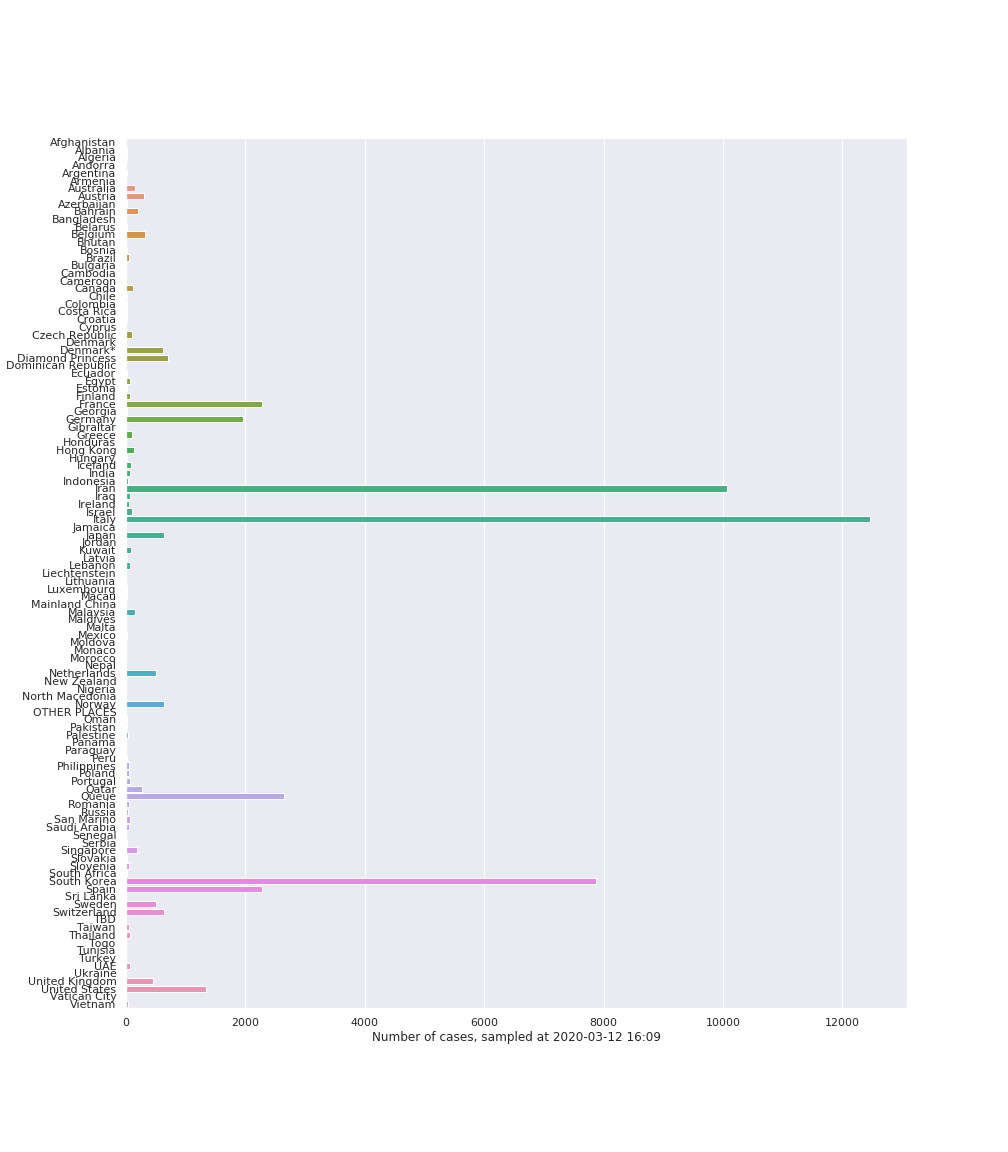 Afghanistan
Albania
Algeria
Andorra
Argentina
Armenia
Australia
Austria
Azerbaijan
Bahrain
Bangladesh
Belarus
Belgium
Bhutan
Bosnia
Brazil
Bulgaria
Cambodia
Cameroon
Canada
Chile
Colombia
Costa Rica
Croatia
Cyprus
Czech Republic
Denmark
Denmark*
Diamond Princess
Dominican Republic
Ecuador
Egypt
Estonia
Finland
France
Georgia
Germany
Gibraltar
Greece
Honduras
Hong Kong
Hungary
Iceland
India
Indonesia
Iran
Iraq
Ireland
Israel
Italy
Jamaica
Japan
Jordan
Kuwait
Latvia
Lebanon
Liechtenstein
Lithuania
Luxembourg
Macau
Mainland China
Malaysia
Maldives
Malta
Mexico
Moldova
Monaco
Morocco
Nepal
Netherlands
New Zealand
Nigeria
North Macedonia
Norway
OTHER PLACES
Oman
Pakistan
Palestine
Panama
Paraguay
Peru
Philippines
Poland
Portugal
Qatar
Queue
Romania
Russia
San Marino
Saudi Arabia
Senegal
Serbia
Singapore
Slovakia
Slovenia
South Africa
South Korea
Spain
Sri Lanka
Sweden
Switzerland
TBD
Taiwan
Thailand
Togo
Tunisia
Turkey
UAE
Ukraine
United Kingdom
United States
Vatican City
Vietnam
0 2000 4000 6000 8000 10000 12000
Number of cases, sampled at 2020-03-12 16:09